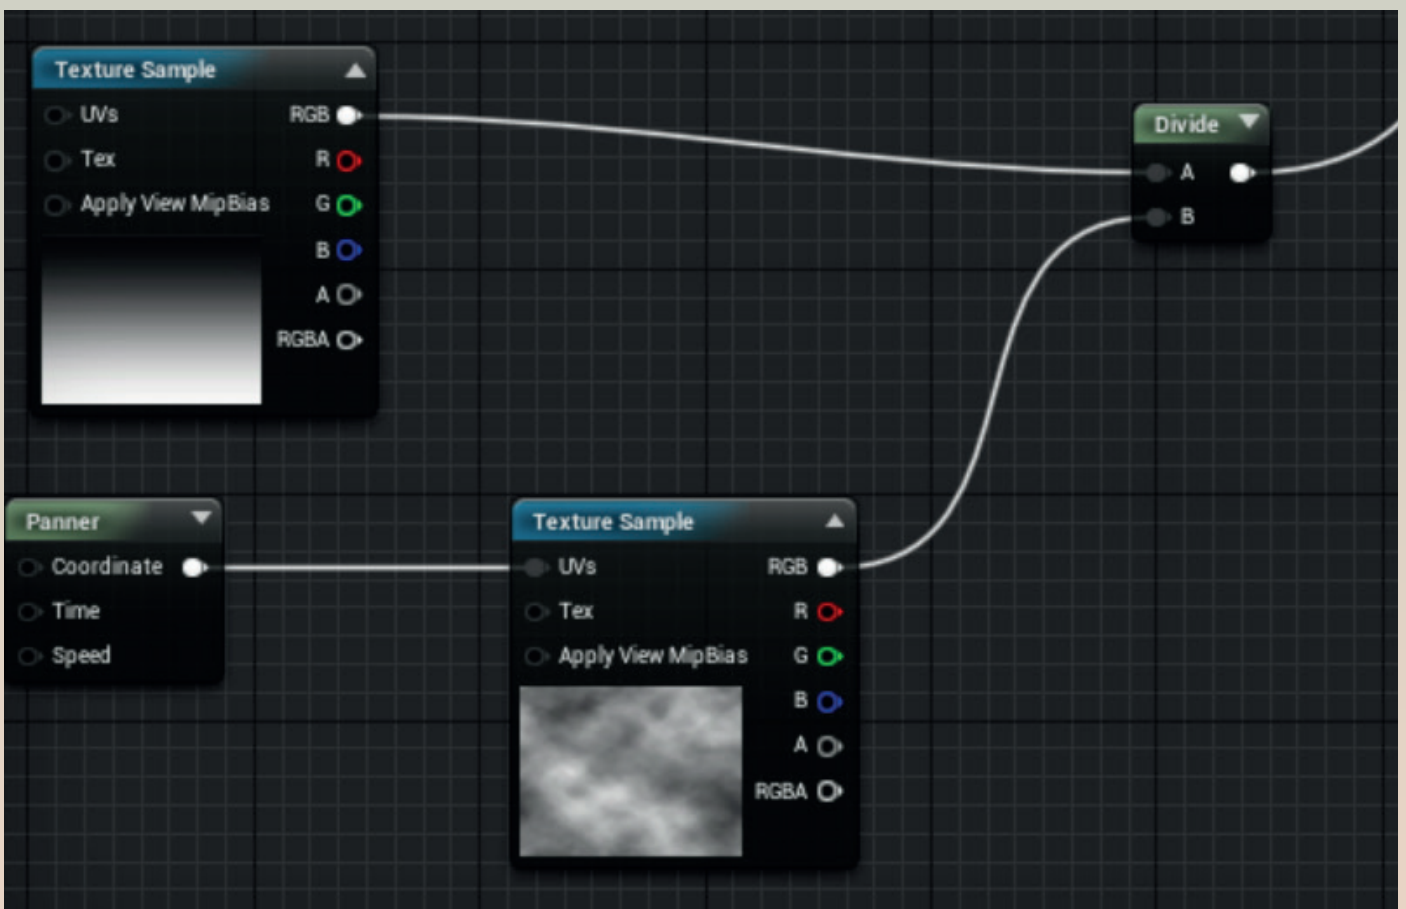 Texture Sample
UVs RGB
Tex R
Apply View MipBias G
B
A
RGBA
Divide
A
B
Panner
Coordinate
Time
Speed
Texture Sample
UVs RGB
Tex R
Apply View MipBias G
B
A
RGBA